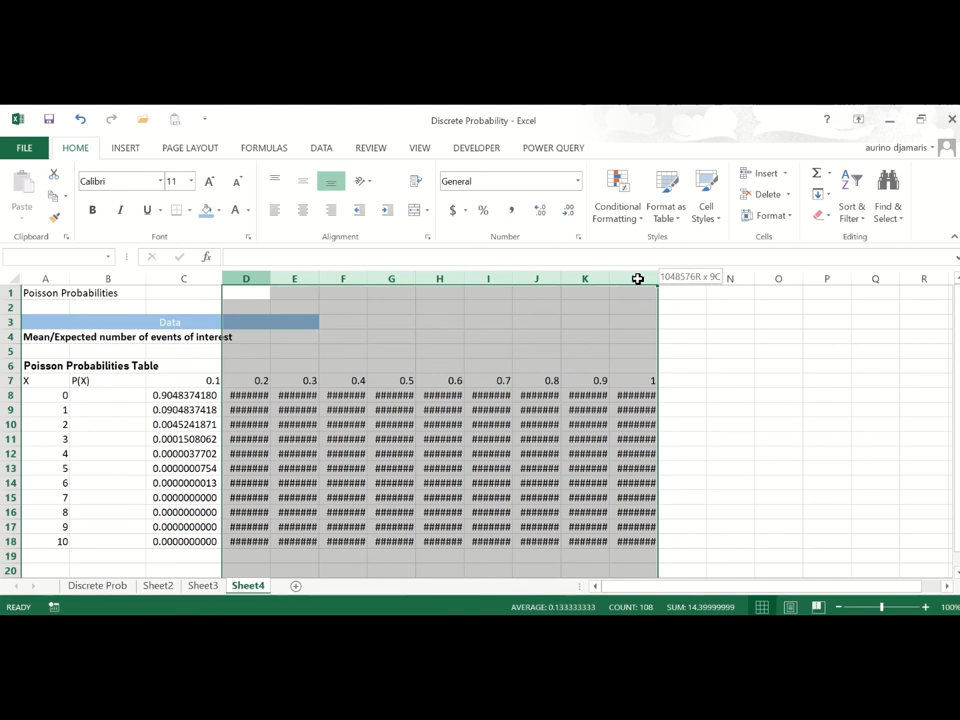 Discrete Probability - Excel
FILE HOME INSERT PAGE LAYOUT FORMULAS DATA REVIEW VIEW DEVELOPER POWER QUERY aurino djamaris
Calibri 11 General Insert
Paste Conditional Format as Cell Delete Sort & Find &
Formatting Table Styles Format Filter Select
Clipboard Font Alignment Number Styles Cells Editing
A B C D E F G H I J K 1048576R x 9C N O P Q R
1 Poisson Probabilities
2
3 Data
4 Mean/Expected number of events of interest
5
6 Poisson Probabilities Table
7 X P(X) 0.1 0.2 0.3 0.4 0.5 0.6 0.7 0.8 0.9 1
8 0 0.9048374180 ####### ####### ####### ####### ####### ####### ####### ####### #######
9 1 0.0904837418 ####### ####### ####### ####### ####### ####### ####### ####### #######
10 2 0.0045241871 ####### ####### ####### ####### ####### ####### ####### ####### #######
11 3 0.0001508062 ####### ####### ####### ####### ####### ####### ####### ####### #######
12 4 0.0000037702 ####### ####### ####### ####### ####### ####### ####### ####### #######
13 5 0.0000000754 ####### ####### ####### ####### ####### ####### ####### ####### #######
14 6 0.0000000013 ####### ####### ####### ####### ####### ####### ####### ####### #######
15 7 0.0000000000 ####### ####### ####### ####### ####### ####### ####### ####### #######
16 8 0.0000000000 ####### ####### ####### ####### ####### ####### ####### ####### #######
17 9 0.0000000000 ####### ####### ####### ####### ####### ####### ####### ####### #######
18 10 0.0000000000 ####### ####### ####### ####### ####### ####### ####### ####### #######
19
20
Discrete Prob Sheet2 Sheet3 Sheet4
READY AVERAGE: 0.133333333 COUNT: 108 SUM: 14.39999999 100%